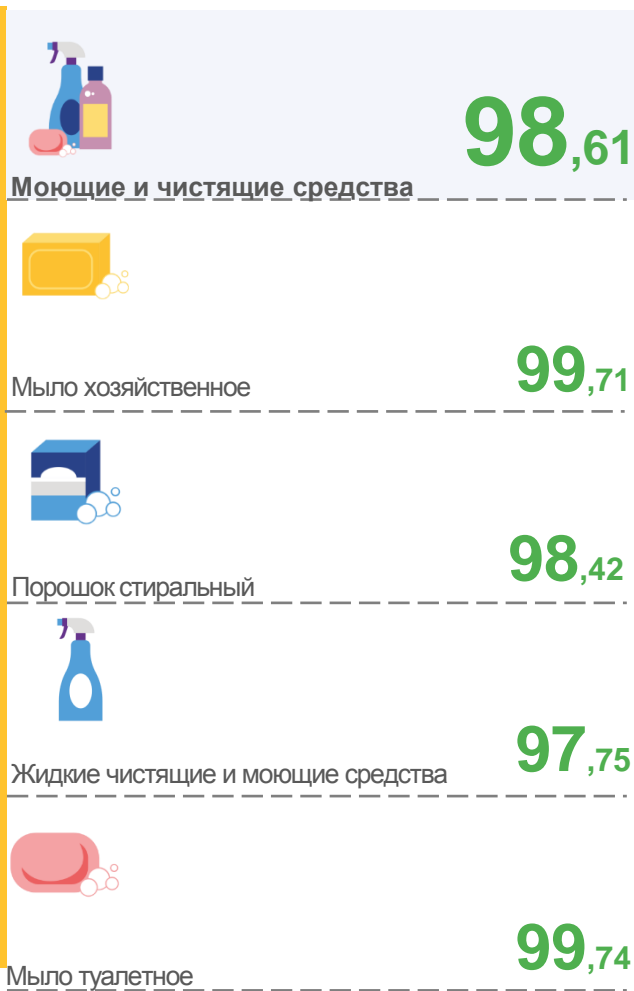 98,61
Моющие и чистящие средства
99,71
Мыло хозяйственное
98,42
Порошок стиральный
97,75
Жидкие чистящие и моющие средства
99,74
Мыло туалетное